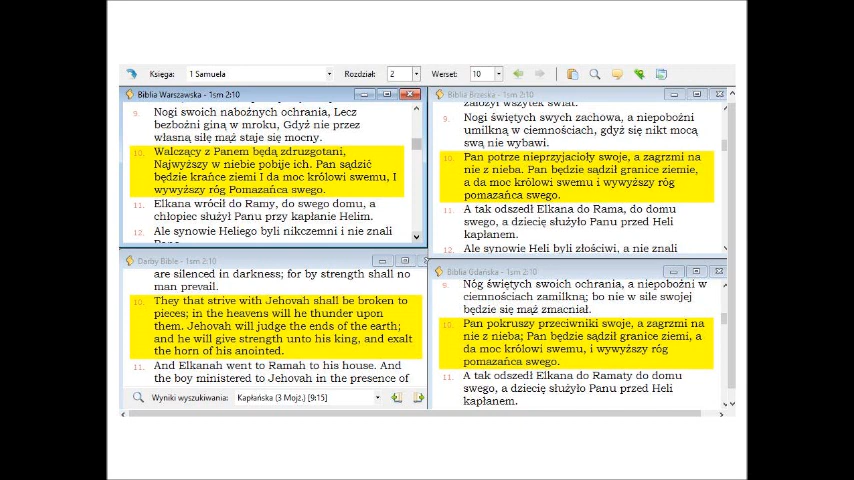 Księga: 1 Samuela Rozdział: 2 Werset: 10
Biblia Warszawska - 1sm 2:10
9. Nogi swoich nabożnych ochrania, Lecz
bezbożni giną w mroku, Gdyż nie przez
własną siłę mąż staje się mocny.
10. Walczący z Panem będą zdruzgotani,
Najwyższy w niebie pobije ich. Pan sądzić
będzie krańce ziemi I da moc królowi swemu, I
wywyższy róg Pomazańca swego.
11. Elkana wrócił do Ramy, do swego domu, a
chłopiec służył Panu przy kapłanie Helim.
12. Ale synowie Heliego byli nikczemni i nie znali
Biblia Brzeska - 1sm 2:10
założył wszytek świat.
9. Nogi świętych swych zachowa, a niepobożni
umilkną w ciemnościach, gdyż się nikt mocą
swą nie wybawi.
10. Pan potrze nieprzyjacioły swoje, a zagrzmi na
nie z nieba. Pan będzie sądził granice ziemie,
a da moc królowi swemu i wywyższy róg
pomazańca swego.
11. A tak odszedł Elkana do Rama, do domu
swego, a dziecię służyło Panu przed Heli
kapłanem.
12. Ale synowie Heli byli złościwi, a nie znali
Darby Bible - 1sm 2:10
are silenced in darkness; for by strength shall no
man prevail.
10. They that strive with Jehovah shall be broken to
pieces; in the heavens will he thunder upon
them. Jehovah will judge the ends of the earth;
and he will give strength unto his king, and exalt
the horn of his anointed.
11. And Elkanah went to Ramah to his house. And
the boy ministered to Jehovah in the presence of
Biblia Gdańska - 1sm 2:10
9. Nóg świętych swoich ochrania, a niepobożni w
ciemnościach zamilkną; bo nie w sile swojej
będzie się mąż zmacniał.
10. Pan pokruszy przeciwniki swoje, a zagrzmi na
nie z nieba; Pan będzie sądził granice ziemi, a
da moc królowi swemu, i wywyższy róg
pomazańca swego.
11. A tak odszedł Elkana do Ramaty do domu
swego, a dziecię służyło Panu przed Heli
kapłanem.
Wyniki wyszukiwania: Kapłańska (3 Mojż.) [9:15]